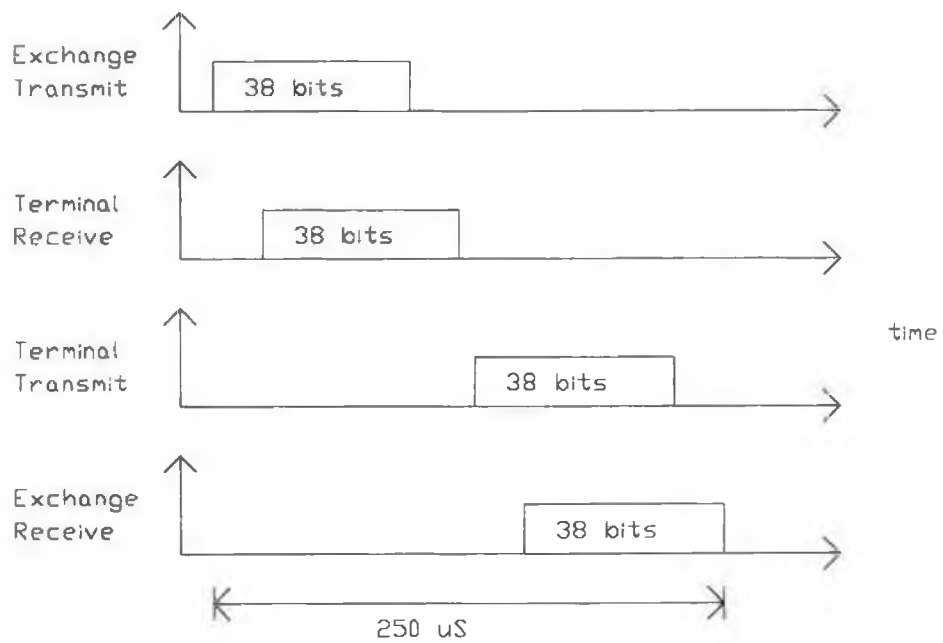 Exchange
Transmit
38 bits
Terminal
Receive
38 bits
Terminal
Transmit
38 bits
time
Exchange
Receive
38 bits
250 uS